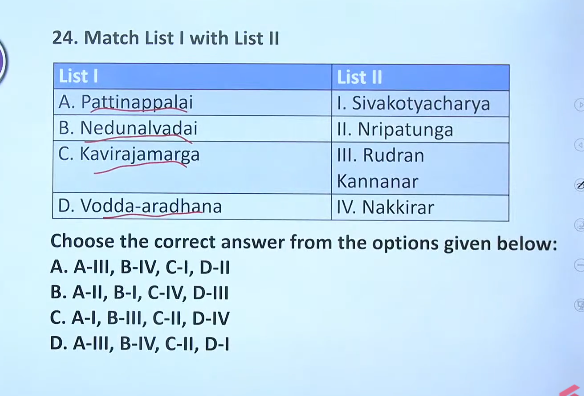 24. Match List I with List II
List I List II
A. Pattinappalai I. Sivakotyacharya
B. Nedunalvadai II. Nripatunga
C. Kavirajamarga III. Rudran
Kannanar
D. Vodda-aradhana IV. Nakkirar
Choose the correct answer from the options given below:
A. A-III, B-IV, C-I, D-II
B. A-II, B-I, C-IV, D-III
C. A-I, B-III, C-II, D-IV
D. A-III, B-IV, C-II, D-I